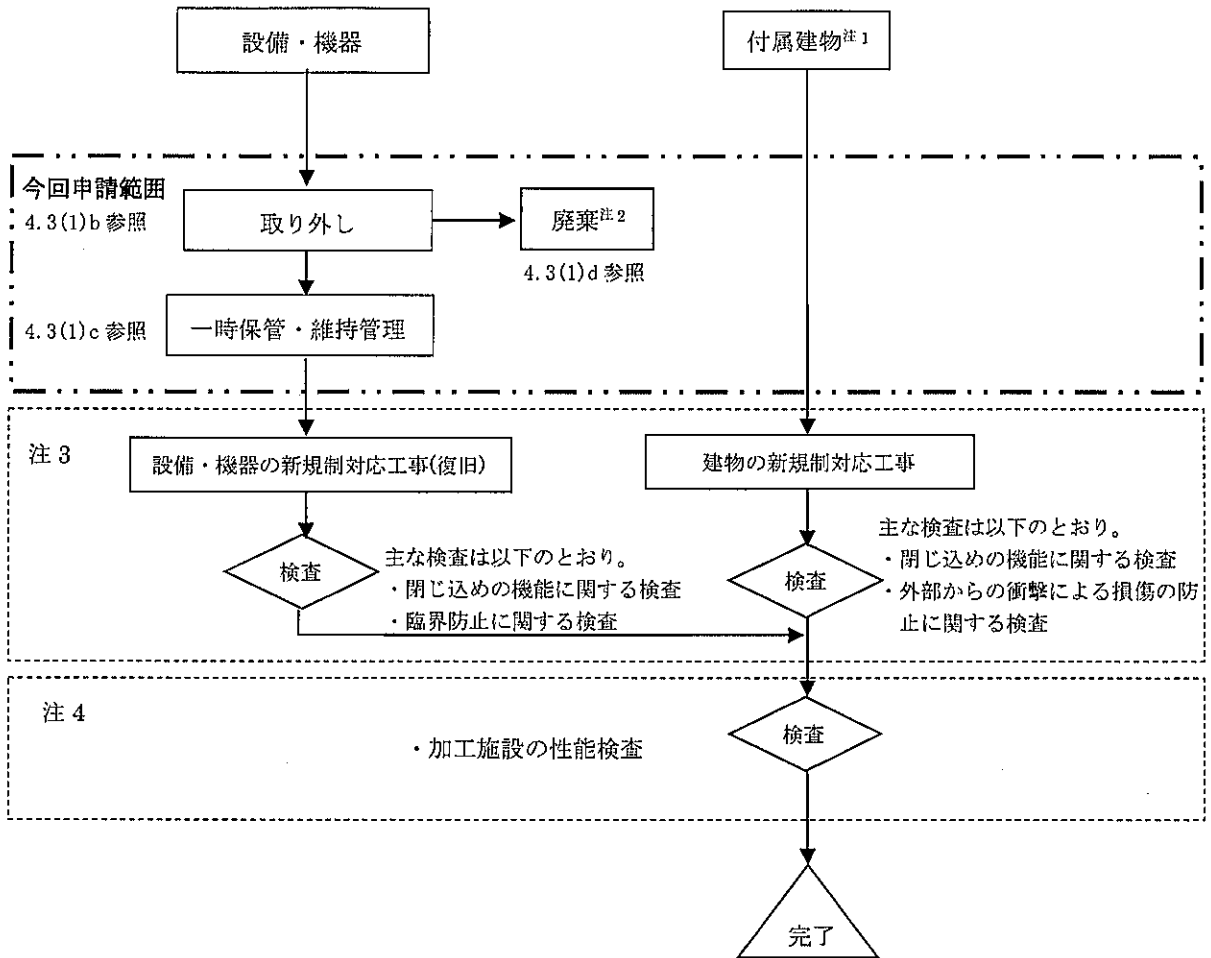 設備・機器
付属建物注1
今回申請範囲
4.3(1)b 参照
取り外し
廃棄注2
4.3(1)d 参照
4.3(1)c 参照
一時保管・維持管理
注3
設備・機器の新規制対応工事(復旧)
建物の新規制対応工事
検査
主な検査は以下のとおり。
・閉じ込めの機能に関する検査
・臨界防止に関する検査
検査
主な検査は以下のとおり。
・閉じ込めの機能に関する検査
・外部からの衝撃による損傷の防
止に関する検査
注4
・加工施設の性能検査
検査
完了